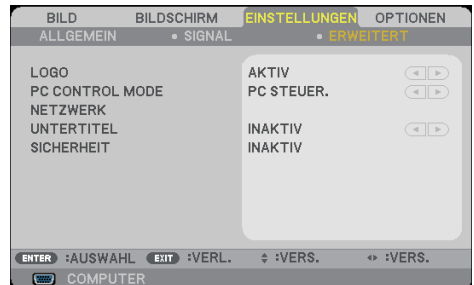 BILD BILDSCHIRM EINSTELLUNGEN OPTIONEN
ALLGEMEIN • SIGNAL • ERWEITERT
LOGO AKTIV
PC CONTROL MODE PC STEUER.
NETZWERK
UNTERTITEL INAKTIV
SICHERHEIT INAKTIV
ENTER :AUSWAHL EXIT :VERL. :VERS. :VERS.
COMPUTER